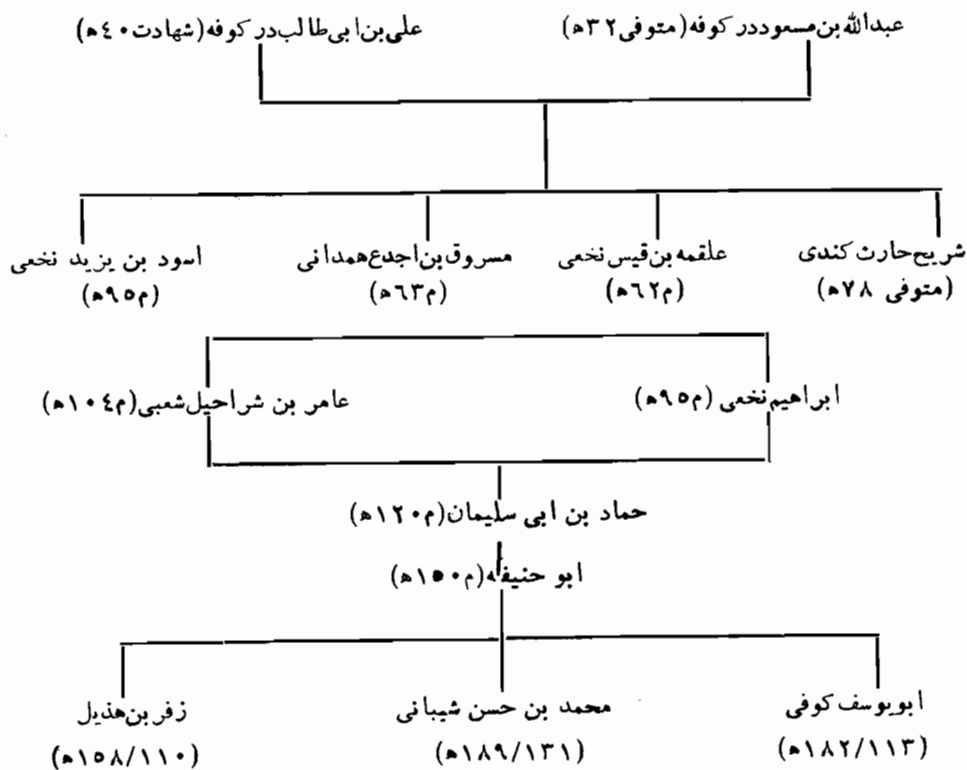 عبدالله بن مسعود در کوفه (متوفی ۳۲ه) علی بن ابی طالب در کوفه (شهادت ۴۰ه)
شریح حارث کندی علقمه بن قیس نخعی مسروق بن اجدع همدانی اسود بن یزید نخعی
(متوفی ۷۸ه) (م۶۲ه) (م۶۳ه) (م۹۵ه)
ابراهیم نخعی (م۹۵ه) عامر بن شراحیل شعبی (م۱۰۴ه)
حماد بن ابی سلیمان (م۱۲۰ه)
ابو حنیفه (م۱۵۰ه)
ابویوسف کوفی محمد بن حسن شیبانی زفر بن هذیل
(۱۸۲/۱۱۳ه) (۱۸۹/۱۳۱ه) (۱۵۸/۱۱۰ه)